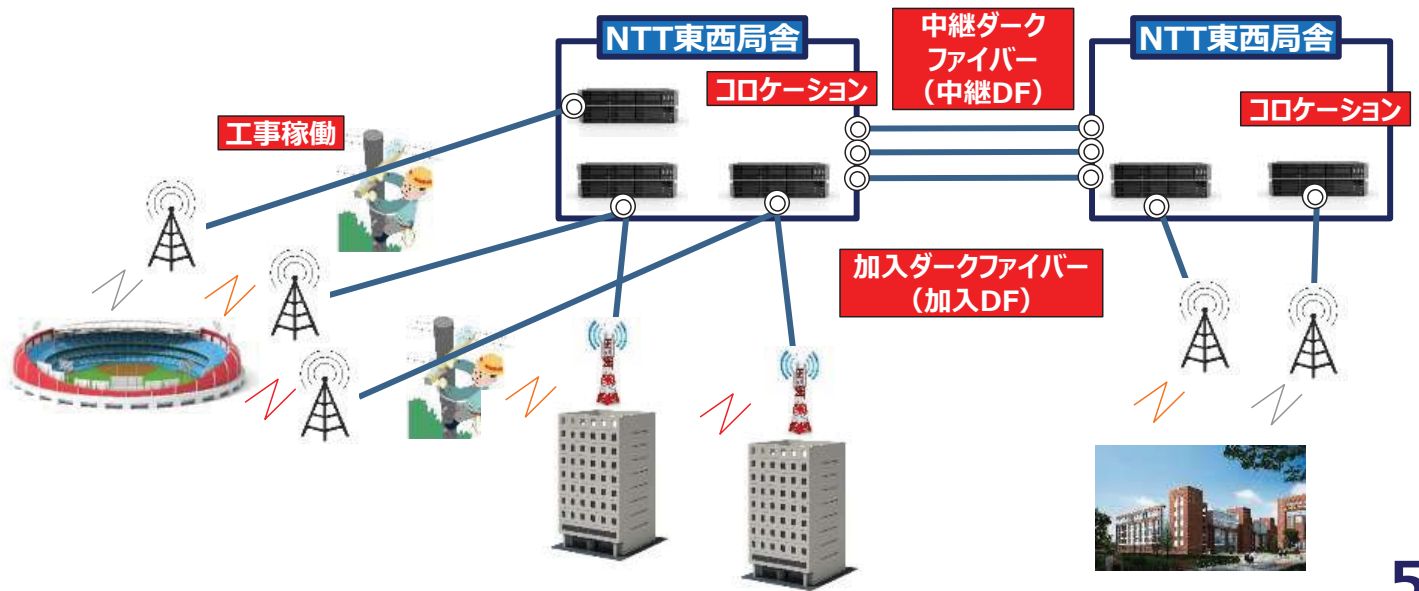 NTT東西局舎
中継ダーク
ファイバー
（中継DF）
NTT東西局舎
コロケーション
コロケーション
工事稼働
加入ダークファイバー
（加入DF）
5